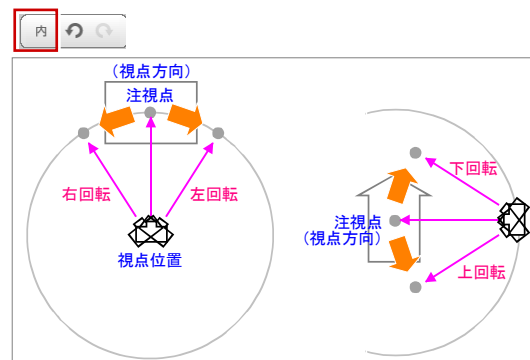 内
（視点方向）
注視点
右回転
左回転
視点位置
下回転
注視点
（視点方向）
上回転